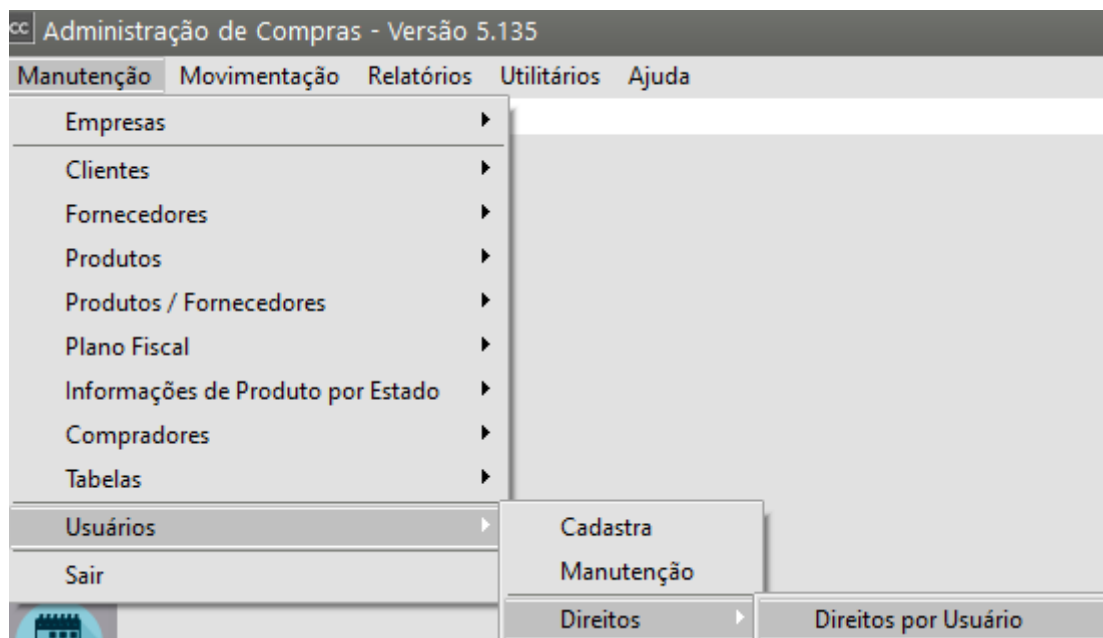 cc Administração de Compras - Versão 5.135
Manutenção Movimentação Relatórios Utilitários Ajuda
Empresas
Clientes
Fornecedores
Produtos
Produtos / Fornecedores
Plano Fiscal
Informações de Produto por Estado
Compradores
Tabelas
Usuários Cadastra
Sair Manutenção
Direitos Direitos por Usuário